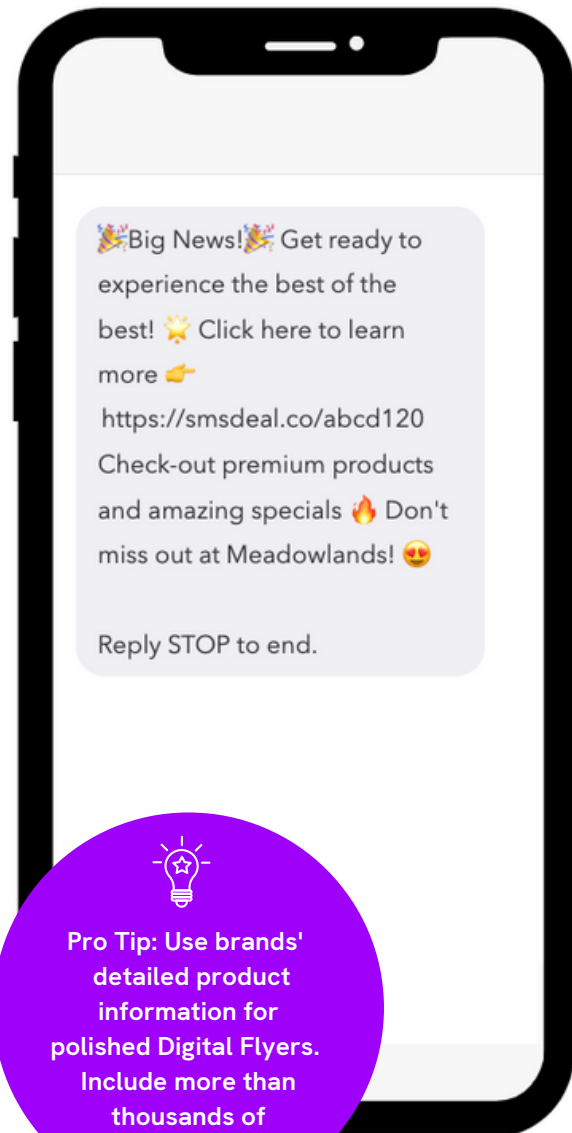 🎉Big News!🎉 Get ready to
experience the best of the
best! 🌟 Click here to learn
more 👉
https://smsdeal.co/abcd120
Check-out premium products
and amazing specials 🔥 Don't
miss out at Meadowlands! 😍
Reply STOP to end.
Pro Tip: Use brands'
detailed product
information for
polished Digital Flyers.
Include more than
thousands of